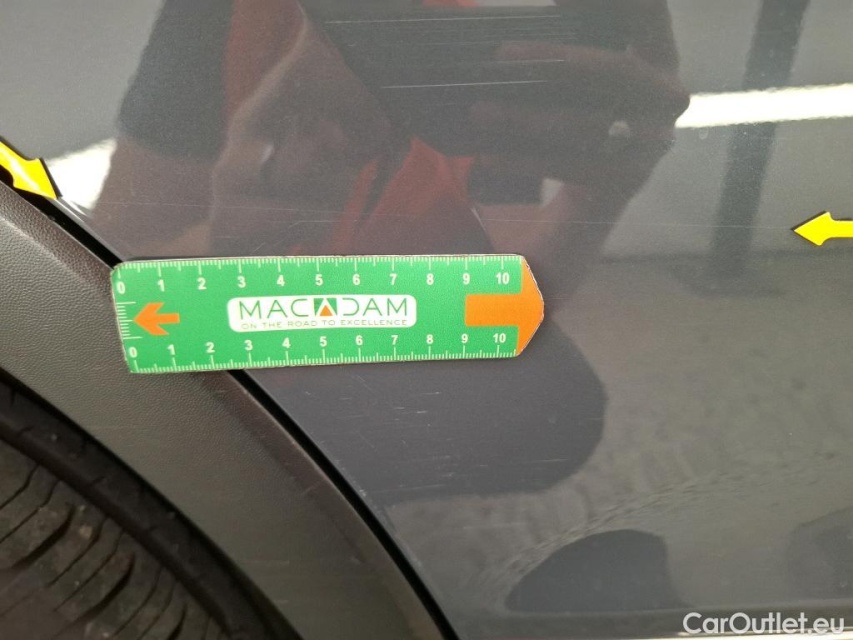 0 1 2 3 4 5 6 7 8 9 10
MACADAM
ON THE ROAD TO EXCELLENCE
0 1 2 3 4 5 6 7 8 9 10
CarOutlet.eu